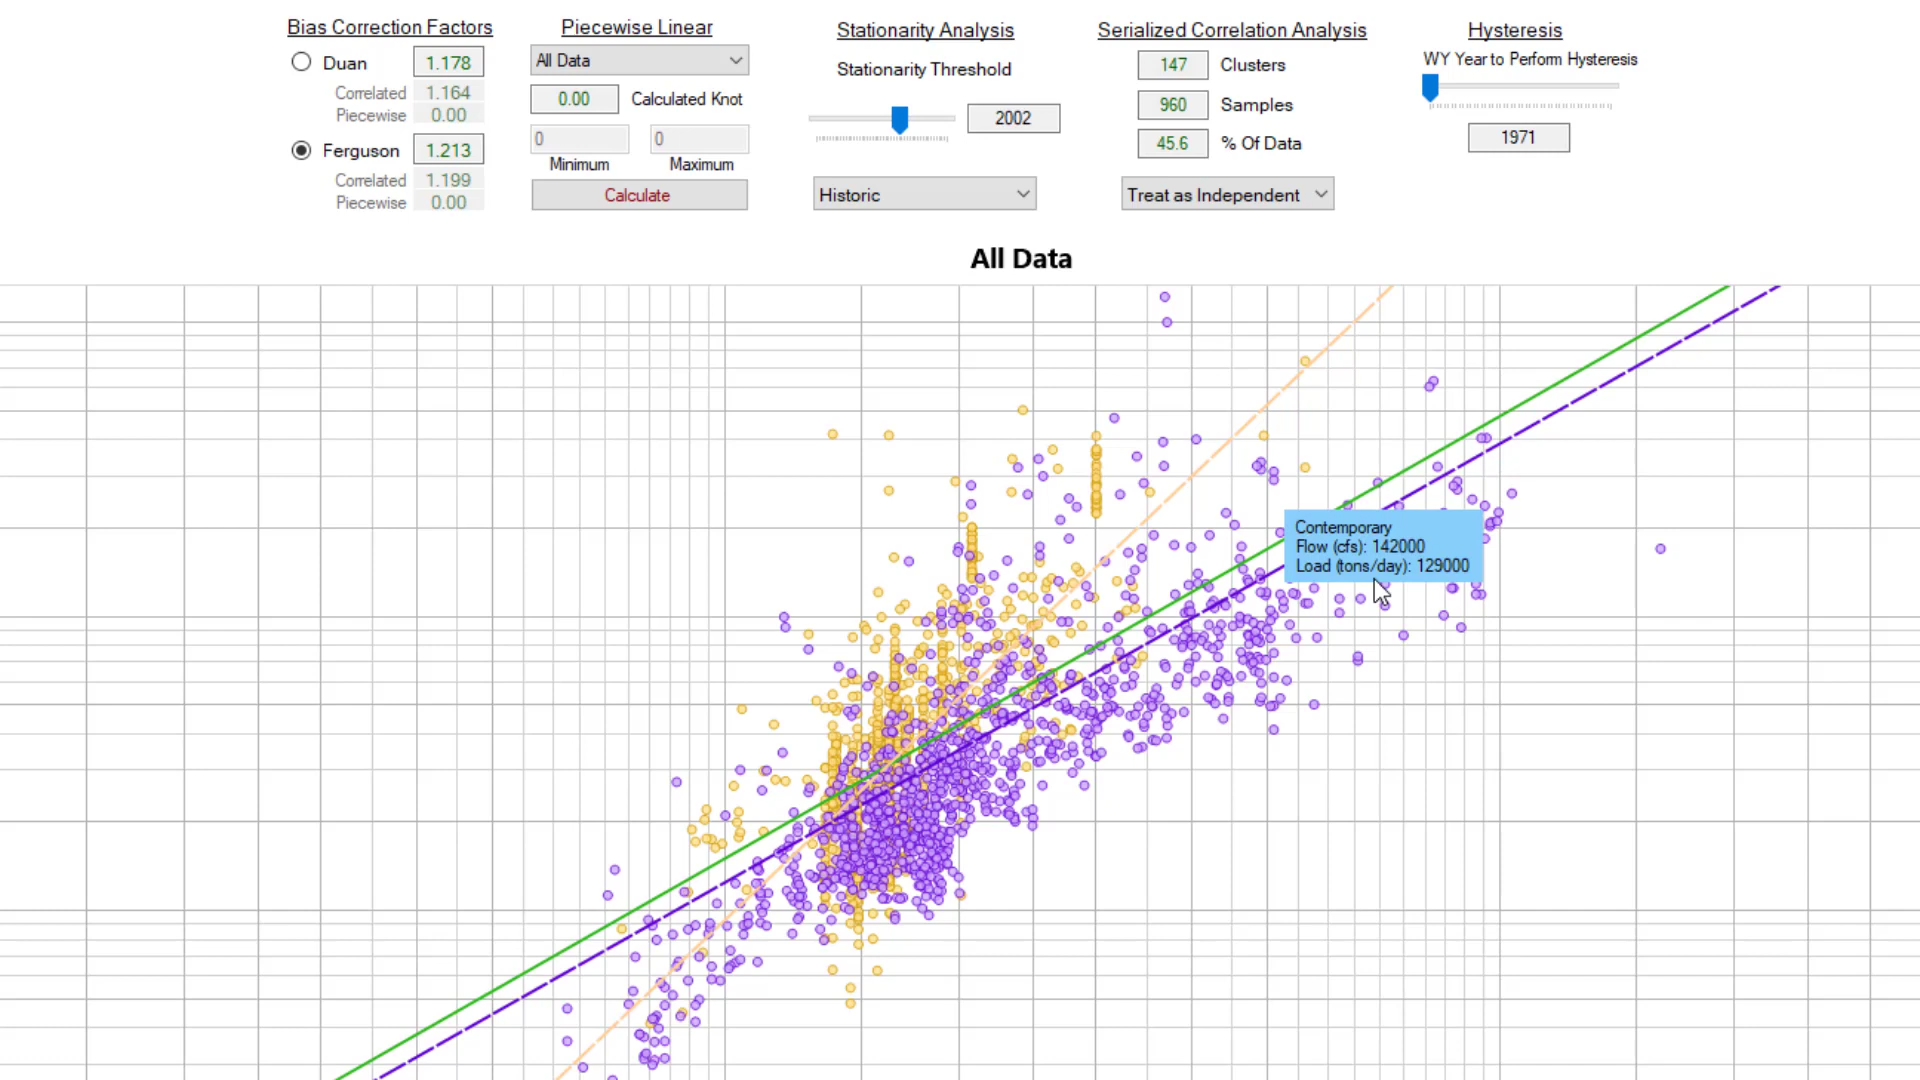 Bias Correction Factors
Duan 1.178
Correlated 1.164
Piecewise 0.00
Ferguson 1.213
Correlated 1.199
Piecewise 0.00
Piecewise Linear
All Data
0.00 Calculated Knot
0 0
Minimum Maximum
Calculate
Stationarity Analysis
Stationarity Threshold
2002
Historic
Serialized Correlation Analysis
147 Clusters
960 Samples
45.6 % Of Data
Treat as Independent
Hysteresis
WY Year to Perform Hysteresis
1971
All Data
Contemporary
Flow (cfs): 142000
Load (tons/day): 129000